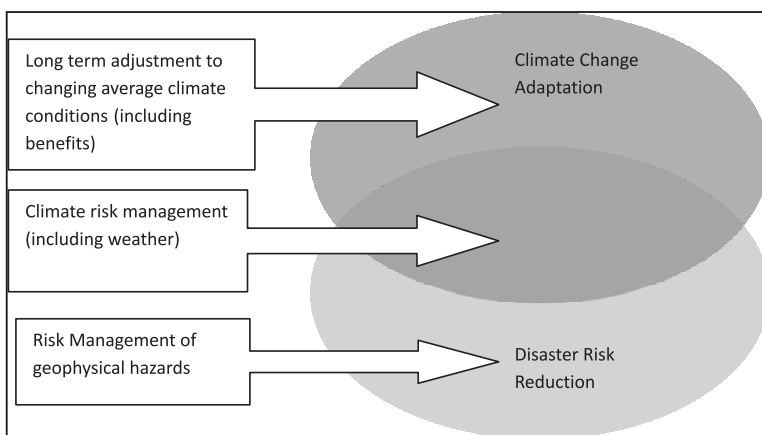 Long term adjustment to
changing average climate
conditions (including
benefits)
Climate Change
Adaptation
Climate risk management
(including weather)
Risk Management of
geophysical hazards
Disaster Risk
Reduction